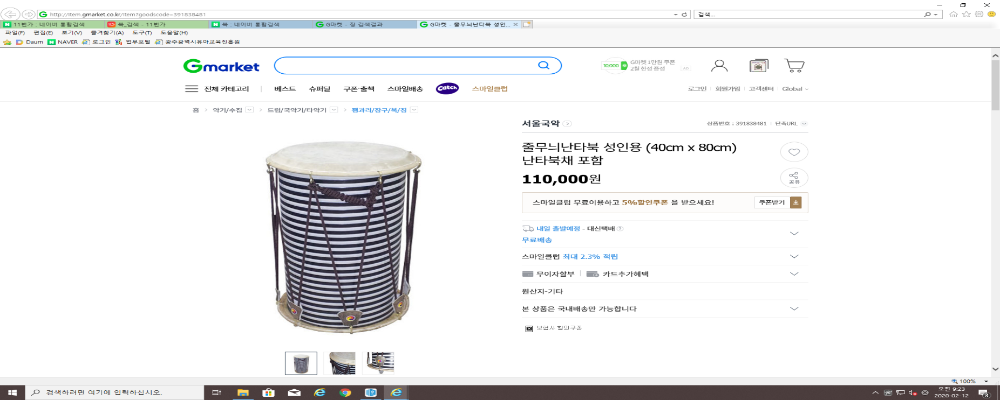 http://item.gmarket.co.kr/Item?goodscode=391838481
검색...
11번가 : 네이버 통합검색
북_검색 - 11번가
북 : 네이버 통합검색
G마켓 - 징 검색결과
G마켓 - 줄무늬난타북 성인...
파일(F) 편집(E) 보기(V) 즐겨찾기(A) 도구(T) 도움말(H)
Daum NAVER 로그인 업무포털 광주광역시유아교육진흥원
Gmarket
10,000
G마켓 1만원 쿠폰
2월 한정 증정
AD
전체 카테고리 베스트 슈퍼딜 쿠폰·출첵 스마일배송 Catch 스마일클럽
로그인 회원가입 고객센터 Global
홈 > 악기/수집 > 드럼/국악기/타악기 > 꽹과리/장구/북/징
서울국악
상품번호 : 391838481 단축URL
줄무늬난타북 성인용 (40cm x 80cm)
난타북채 포함
110,000원
공유
스마일클럽 무료이용하고 5%할인쿠폰 을 받으세요!
쿠폰받기
내일 출발예정 - 대신택배
무료배송
스마일클럽 최대 2.3% 적립
무이자할부 카드추가혜택
원산지-기타
본 상품은 국내배송만 가능합니다
보험사 할인쿠폰
100%
검색하려면 여기에 입력하십시오.
오전 9:23
2020-02-12
3